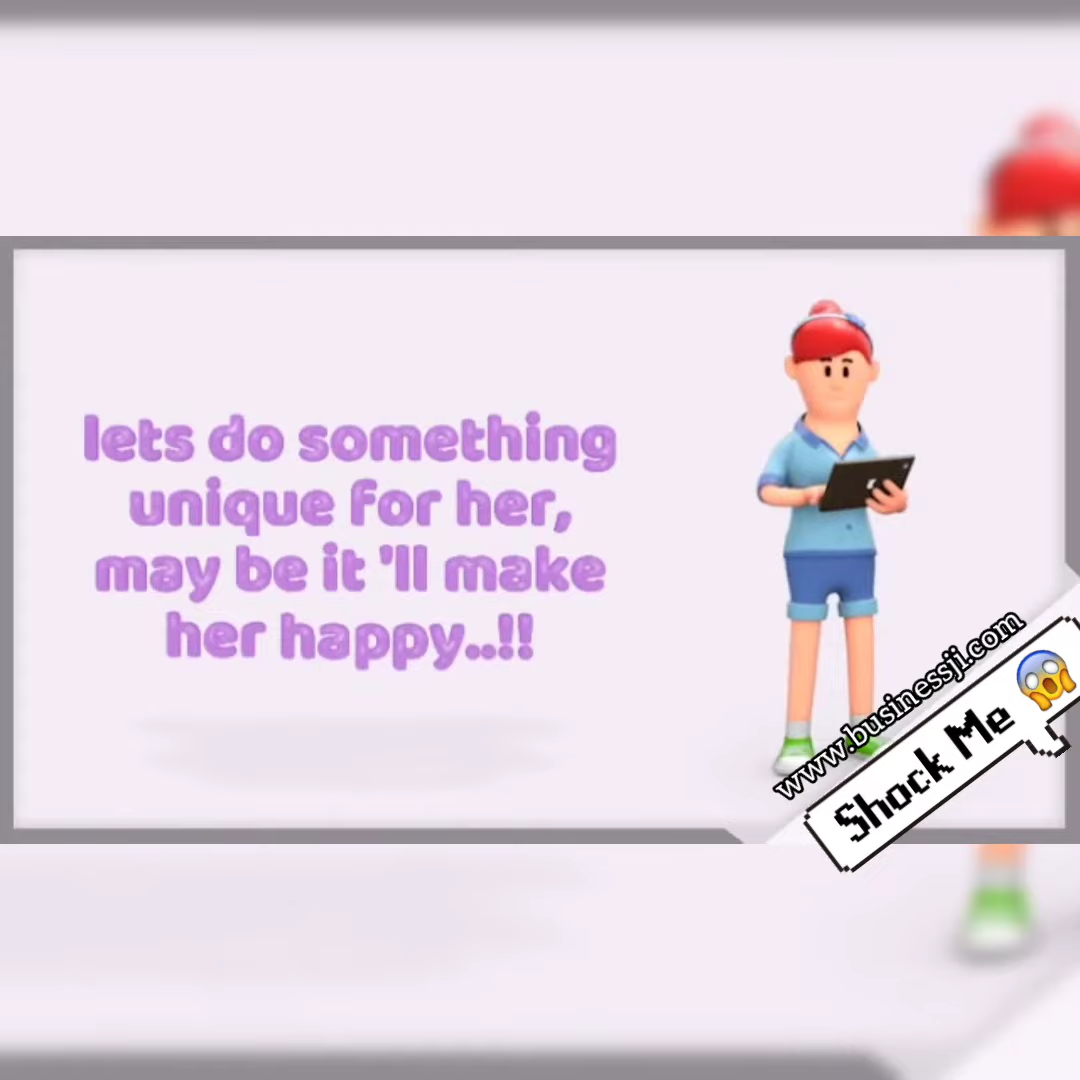 lets do something
unique for her,
may be it 'll make
her happy..!!
www.businessji.com
Shock Me 😱